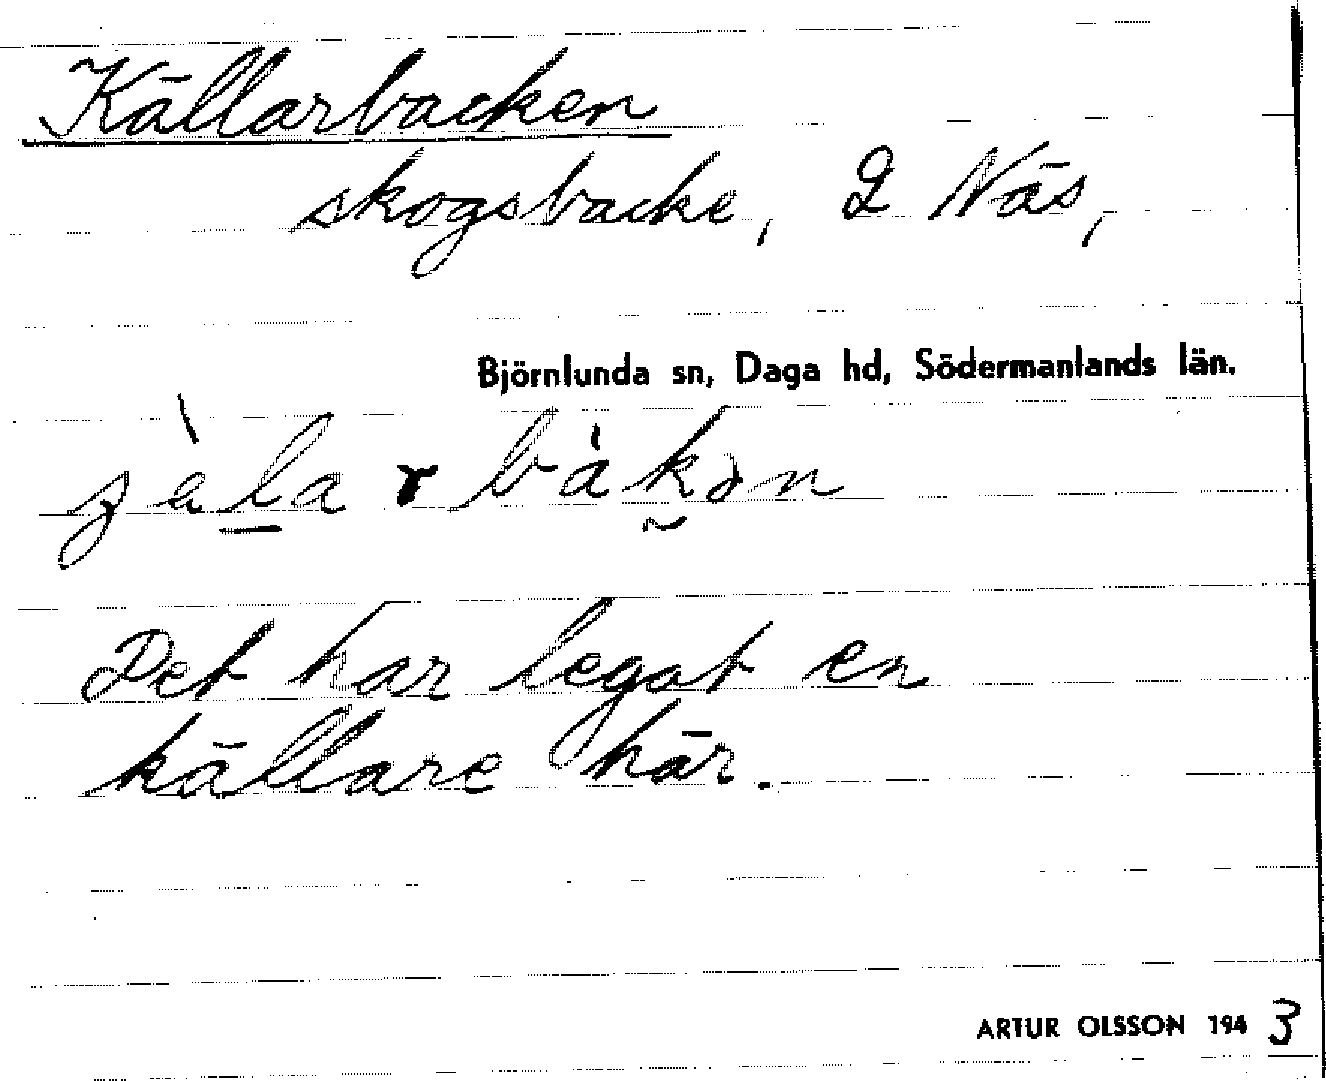 Källarbacken
skogsbacke, 2 Näs,
Björnlunda sn, Daga hd, Södermanlands län.
Det har legat en
källare här.
ARTUR OLSSON 1943